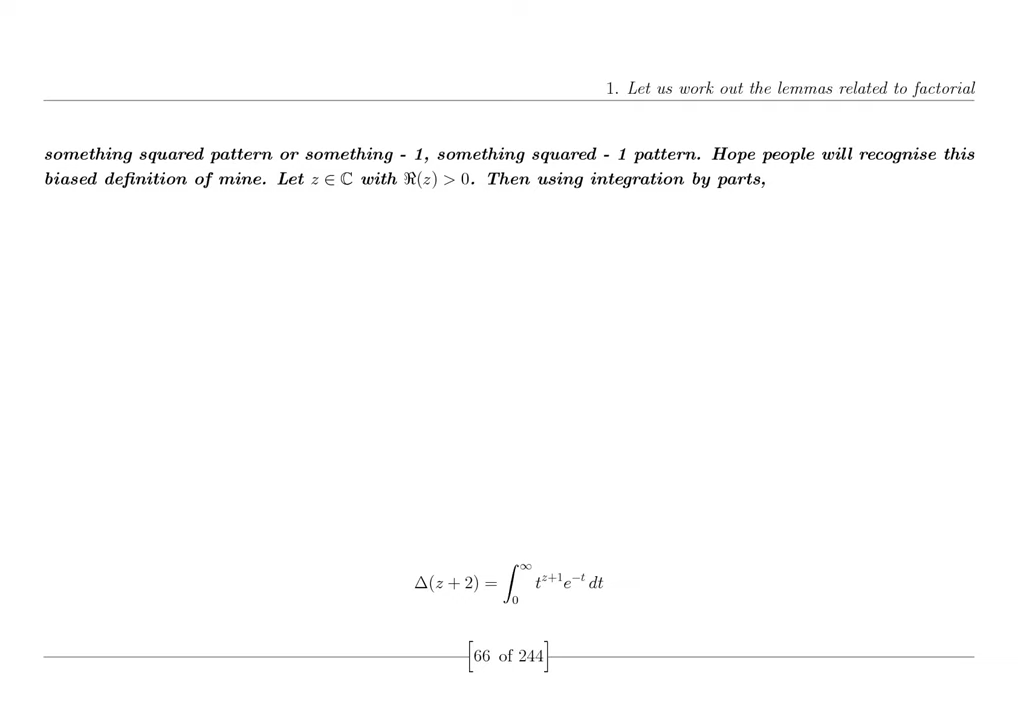 1. Let us work out the lemmas related to factorial
something squared pattern or something - 1, something squared - 1 pattern. Hope people will recognise this
biased definition of mine. Let z ∈ ℂ with ℜ(z) > 0. Then using integration by parts,
Δ(z + 2) = ∫₀^∞ t^{z+1} e^{−t} dt
[66 of 244]